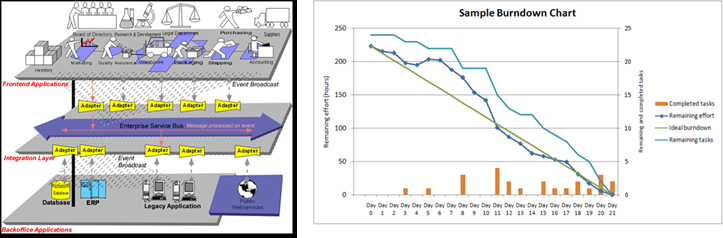 Board of Directors
Research & Development
Legal Department
Purchasing
Suppliers
Inventory
Marketing
Quality Assurance
Warehouse
Packaging
Shipping
Accounting
Frontend Applications
Event Broadcast
Adapter
Adapter
Adapter
Adapter
Adapter
Enterprise Service Bus
Message processed on event
Adapter
Adapter
Adapter
Adapter
Adapter
Integration Layer
Event
Broadcast
Database
Database
ERP
Legacy Application
Public
Webservices
Backoffice Applications
Sample Burndown Chart
Remaining effort (hours)
250
200
150
100
50
0
Day 0
Day 1
Day 2
Day 3
Day 4
Day 5
Day 6
Day 7
Day 8
Day 9
Day 10
Day 11
Day 12
Day 13
Day 14
Day 15
Day 16
Day 17
Day 18
Day 19
Day 20
Day 21
25
20
15
10
5
0
Remaining and completed tasks
Completed tasks
Remaining effort
Ideal burndown
Remaining tasks